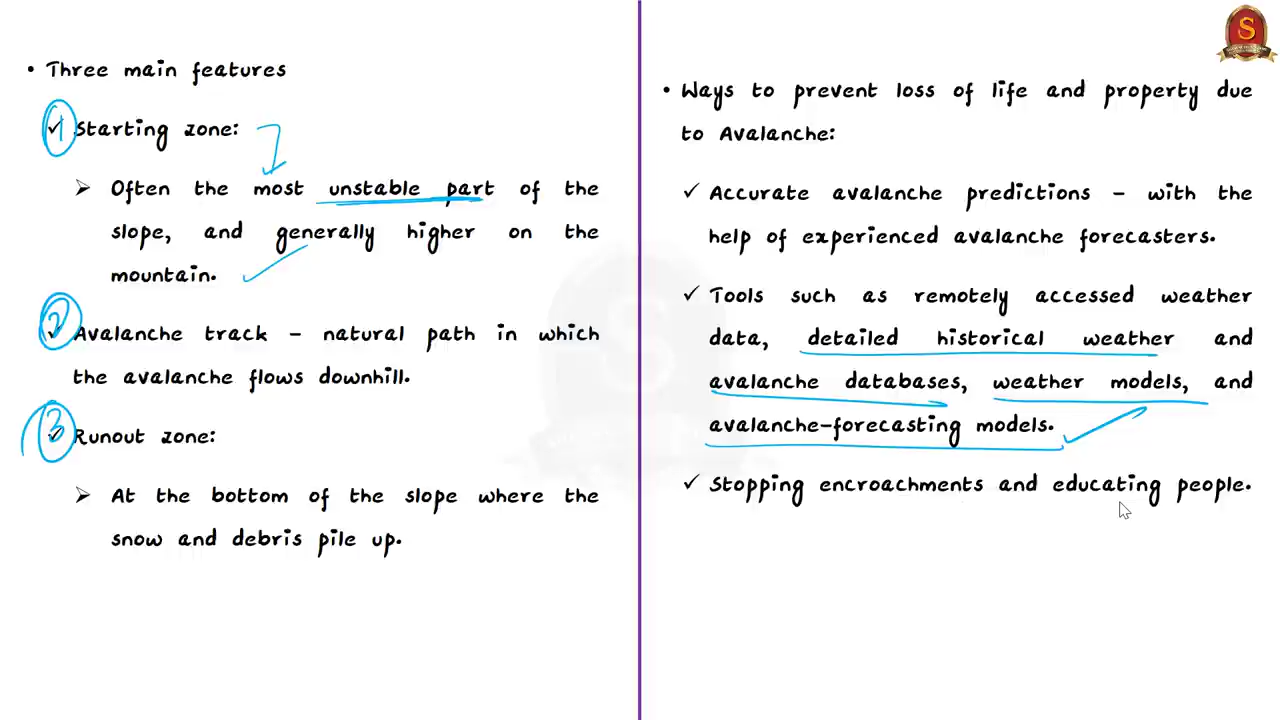 • Three main features
1 ✓ Starting zone:
➢ Often the most unstable part of the
slope, and generally higher on the
mountain.
2 ✓ Avalanche track – natural path in which
the avalanche flows downhill.
3 ✓ Runout zone:
➢ At the bottom of the slope where the
snow and debris pile up.
• Ways to prevent loss of life and property due
to Avalanche:
✓ Accurate avalanche predictions – with the
help of experienced avalanche forecasters.
✓ Tools such as remotely accessed weather
data, detailed historical weather and
avalanche databases, weather models, and
avalanche-forecasting models.
✓ Stopping encroachments and educating people.
S